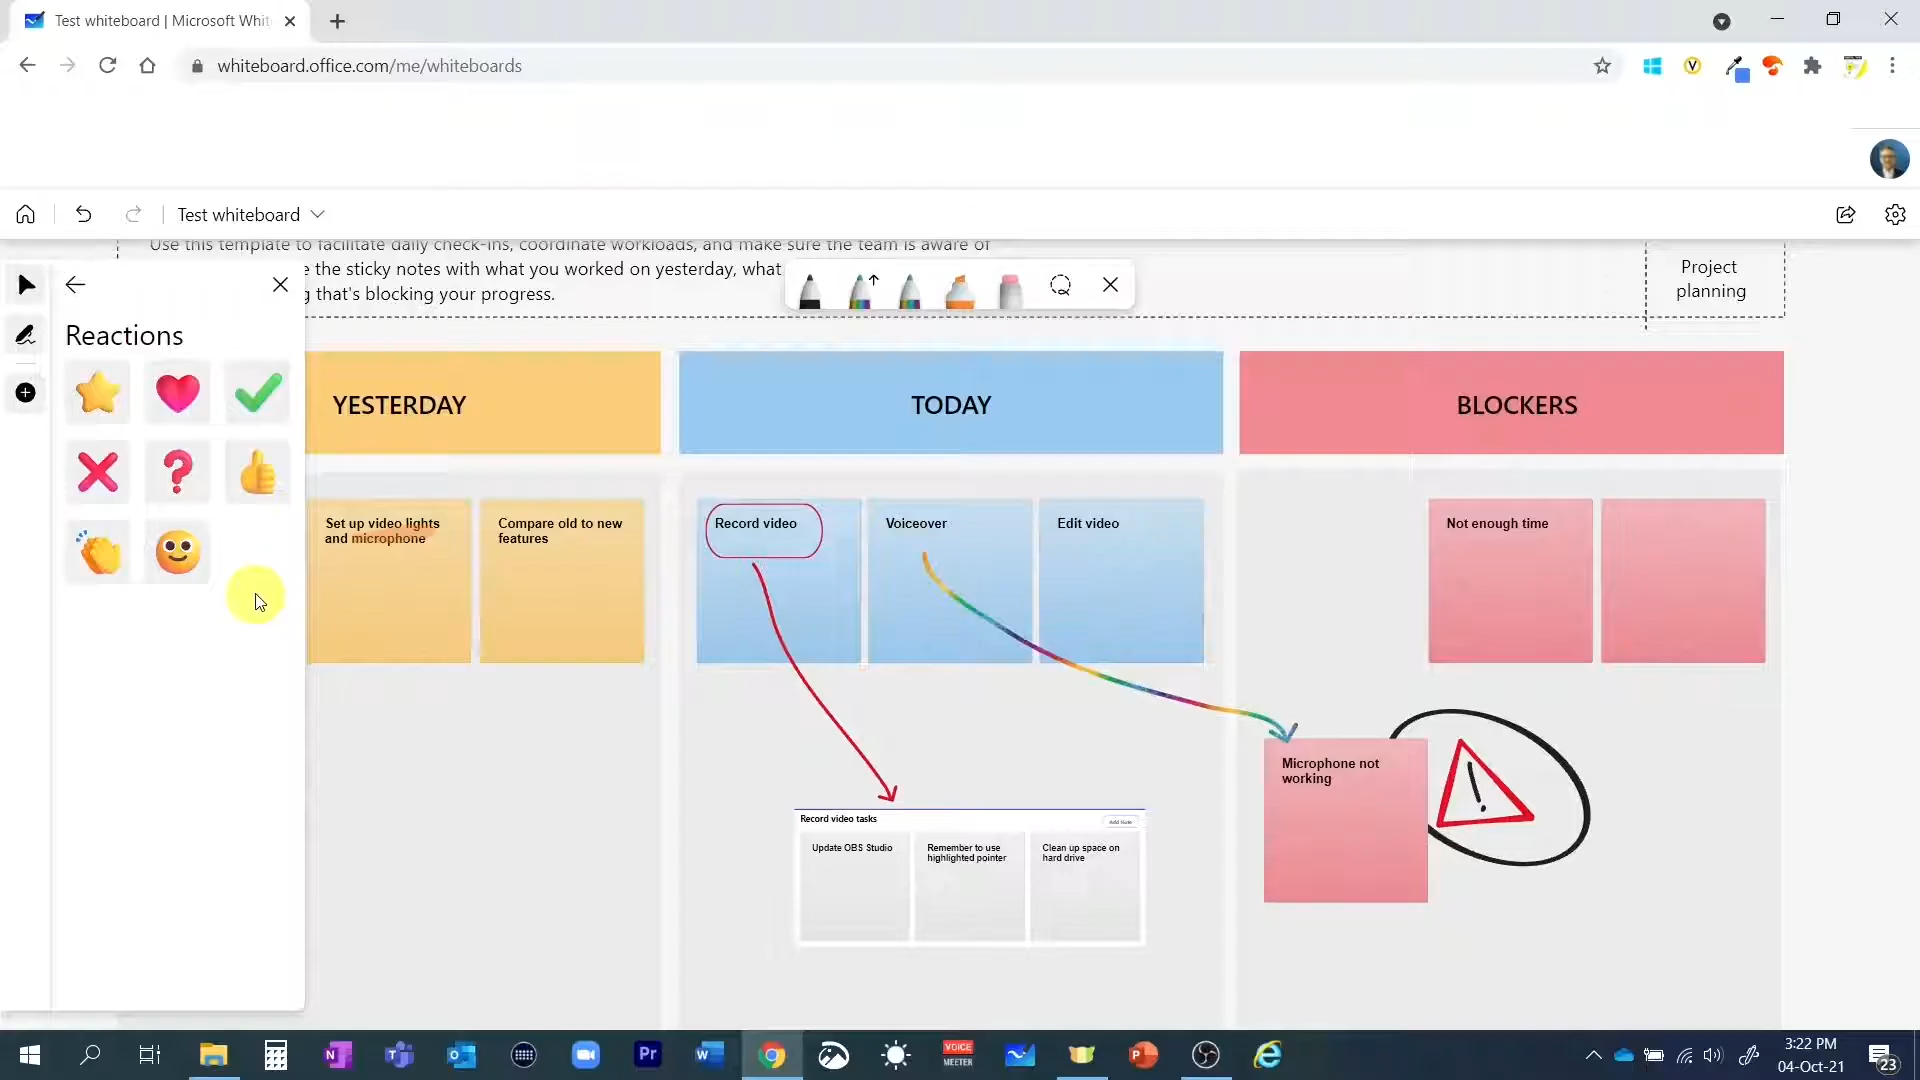 Test whiteboard | Microsoft Whit
whiteboard.office.com/me/whiteboards
Test whiteboard
Use this template to facilitate daily check-ins, coordinate workloads, and make sure the team is aware of
e the sticky notes with what you worked on yesterday, what
g that's blocking your progress.
Project
planning
Reactions
YESTERDAY
TODAY
BLOCKERS
Set up video lights
and microphone
Compare old to new
features
Record video
Voiceover
Edit video
Not enough time
Microphone not
working
Record video tasks
Add Note
Update OBS Studio
Remember to use
highlighted pointer
Clean up space on
hard drive
VOICE
MEETER
3:22 PM
04-Oct-21
23